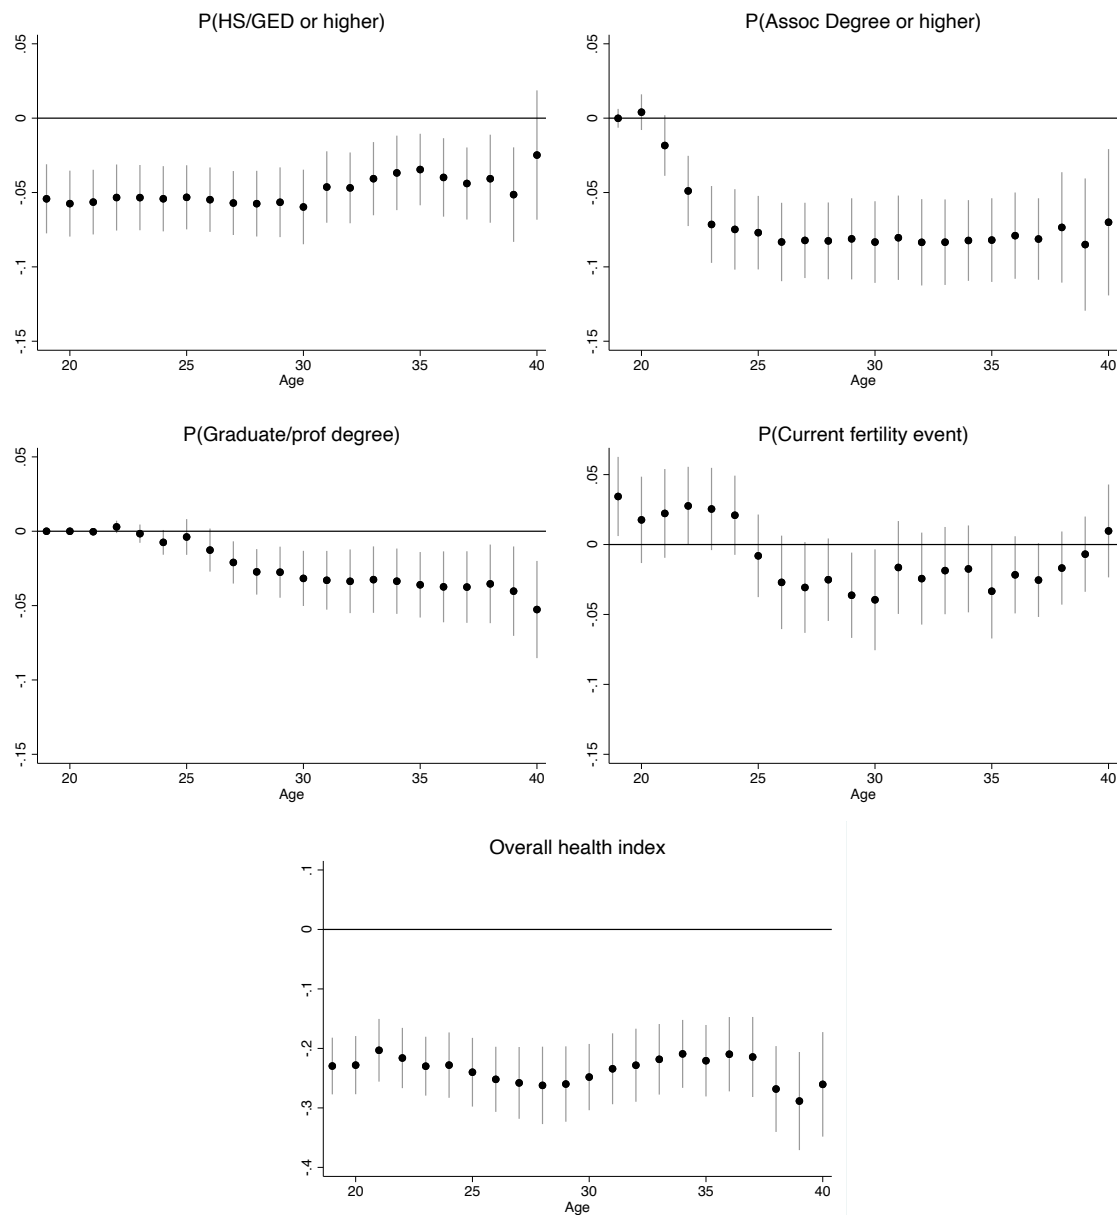 P(HS/GED or higher)
.05
0
-.05
-.1
-.15
20 25 30 35 40
Age
P(Assoc Degree or higher)
.05
0
-.05
-.1
-.15
20 25 30 35 40
Age
P(Graduate/prof degree)
.05
0
-.05
-.1
-.15
20 25 30 35 40
Age
P(Current fertility event)
.05
0
-.05
-.1
-.15
20 25 30 35 40
Age
Overall health index
.1
0
-.1
-.2
-.3
-.4
20 25 30 35 40
Age